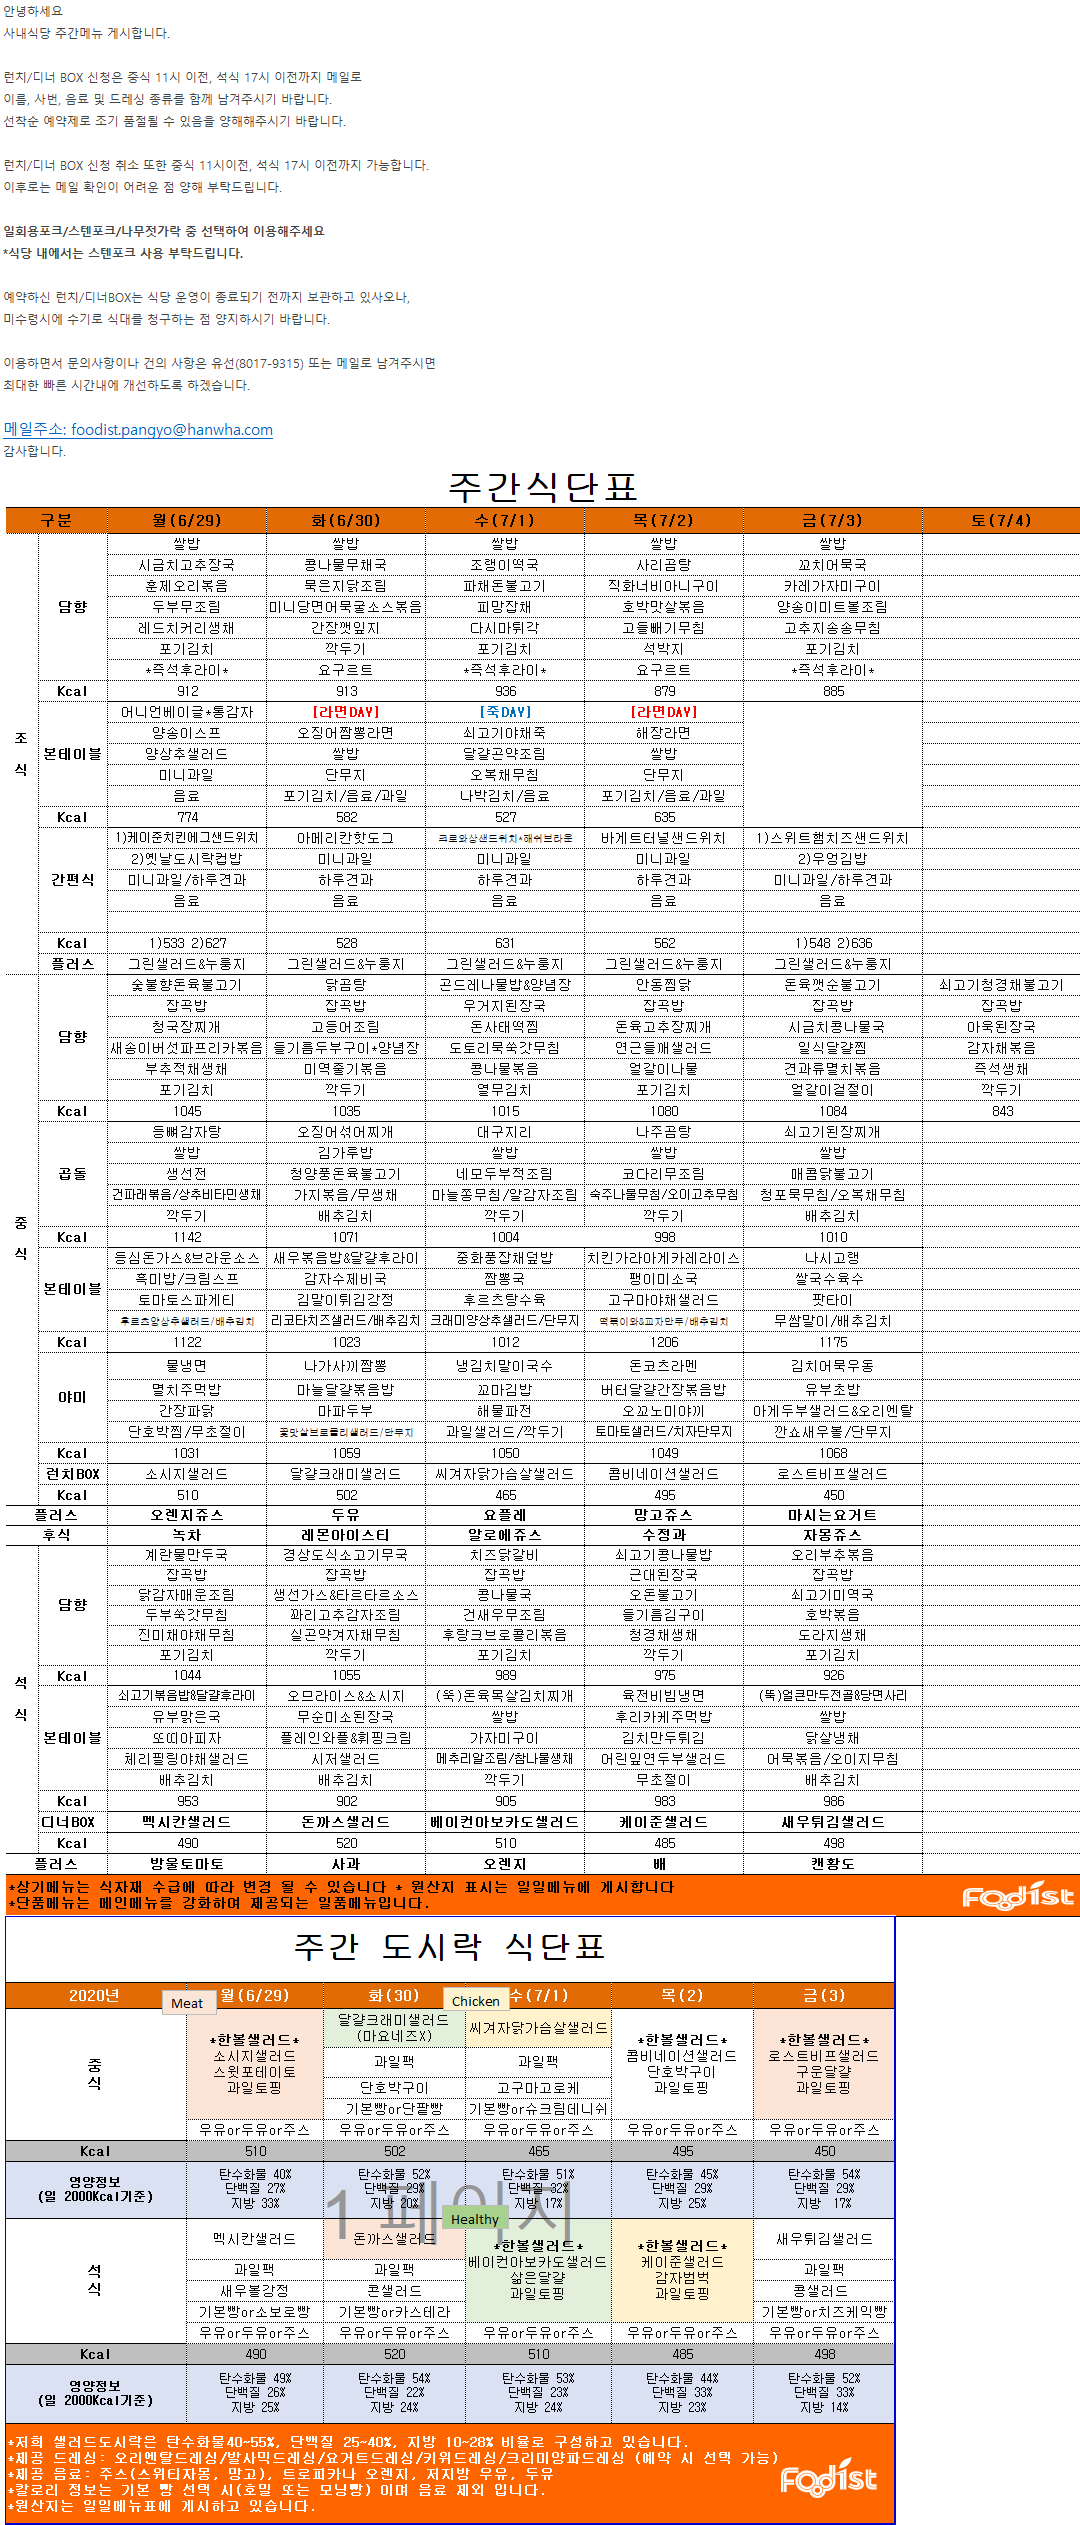 안녕하세요
사내식당 주간메뉴 게시합니다.
런치/디너 BOX 신청은 중식 11시 이전, 석식 17시 이전까지 메일로
이름, 사번, 음료 및 드레싱 종류를 함께 남겨주시기 바랍니다.
선착순 예약제로 조기 품절될 수 있음을 양해해주시기 바랍니다.
런치/디너 BOX 신청 취소 또한 중식 11시이전, 석식 17시 이전까지 가능합니다.
이후로는 메일 확인이 어려운 점 양해 부탁드립니다.
일회용포크/스텐포크/나무젓가락 중 선택하여 이용해주세요
*식당 내에서는 스텐포크 사용 부탁드립니다.
예약하신 런치/디너BOX는 식당 운영이 종료되기 전까지 보관하고 있사오나,
미수령시에 수기로 식대를 청구하는 점 양지하시기 바랍니다.
이용하면서 문의사항이나 건의 사항은 유선(8017-9315) 또는 메일로 남겨주시면
최대한 빠른 시간내에 개선하도록 하겠습니다.
메일주소: foodist.pangyo@hanwha.com
감사합니다.
주간식단표
구분 월(6/29) 화(6/30) 수(7/1) 목(7/2) 금(7/3) 토(7/4)
조식
담향
쌀밥 쌀밥 쌀밥 쌀밥 쌀밥
시금치고추장국 콩나물무채국 조랭이떡국 사리곰탕 꼬치어묵국
훈제오리볶음 묵은지닭조림 파채돈불고기 직화너비아니구이 카레가자미구이
두부무조림 미니당면어묵굴소스볶음 피망잡채 호박맛살볶음 양송이미트볼조림
레드치커리생채 간장깻잎지 다시마튀각 고들빼기무침 고추지송송무침
포기김치 깍두기 포기김치 석박지 포기김치
*즉석후라이* 요구르트 *즉석후라이* 요구르트 *즉석후라이*
Kcal 912 913 936 879 885
본테이블
어니언베이글*통감자 [라면DAY] [죽DAY] [라면DAY]
양송이스프 오징어짬뽕라면 쇠고기야채죽 해장라면
양상추샐러드 쌀밥 달걀곤약조림 쌀밥
미니과일 단무지 오복채무침 단무지
음료 포기김치/음료/과일 나박김치/음료 포기김치/음료/과일
Kcal 774 582 527 635
간편식
1)케이준치킨에그샌드위치 아메리칸핫도그 크로와상샌드위치*해쉬브라운 바게트터널샌드위치 1)스위트햄치즈샌드위치
2)옛날도시락컵밥 미니과일 미니과일 미니과일 2)우엉김밥
미니과일/하루견과 하루견과 하루견과 하루견과 미니과일/하루견과
음료 음료 음료 음료 음료
Kcal 1)533 2)627 528 631 562 1)548 2)636
플러스 그린샐러드&누룽지 그린샐러드&누룽지 그린샐러드&누룽지 그린샐러드&누룽지 그린샐러드&누룽지
중식
담향
숯불향돈육불고기 닭곰탕 곤드레나물밥&양념장 안동찜닭 돈육깻순불고기 쇠고기청경채불고기
잡곡밥 잡곡밥 우거지된장국 잡곡밥 잡곡밥 잡곡밥
청국장찌개 고등어조림 돈사태떡찜 돈육고추장찌개 시금치콩나물국 아욱된장국
새송이버섯파프리카볶음 들기름두부구이*양념장 도토리묵쑥갓무침 연근들깨샐러드 일식달걀찜 감자채볶음
부추적채생채 미역줄기볶음 콩나물볶음 얼갈이나물 견과류멸치볶음 즉석생채
포기김치 깍두기 열무김치 포기김치 얼갈이겉절이 깍두기
Kcal 1045 1035 1015 1080 1084 843
곱돌
등뼈감자탕 오징어섞어찌개 대구지리 나주곰탕 쇠고기된장찌개
쌀밥 김가루밥 쌀밥 쌀밥 쌀밥
생선전 청양풍돈육불고기 네모두부적조림 코다리무조림 매콤닭불고기
건파래볶음/상추비타민생채 가지볶음/무생채 마늘쫑무침/알감자조림 숙주나물무침/오이고추무침 청포묵무침/오복채무침
깍두기 배추김치 깍두기 깍두기 배추김치
Kcal 1142 1071 1004 998 1010
본테이블
등심돈가스&브라운소스 새우볶음밥&달걀후라이 중화풍잡채덮밥 치킨가라아게카레라이스 나시고랭
흑미밥/크림스프 감자수제비국 짬뽕국 팽이미소국 쌀국수육수
토마토스파게티 김말이튀김강정 후르츠탕수육 고구마야채샐러드 팟타이
후르츠양상추샐러드/배추김치 리코타치즈샐러드/배추김치 크래미양상추샐러드/단무지 떡볶이와&교자만두/배추김치 무쌈말이/배추김치
Kcal 1122 1023 1012 1206 1175
야미
물냉면 나가사끼짬뽕 냉김치말이국수 돈코츠라멘 김치어묵우동
멸치주먹밥 마늘달걀볶음밥 꼬마김밥 버터달걀간장볶음밥 유부초밥
간장파닭 마파두부 해물파전 오꼬노미야끼 아게두부샐러드&오리엔탈
단호박찜/무초절이 꽃맛살브로콜리샐러드/단무지 과일샐러드/깍두기 토마토샐러드/치자단무지 깐쇼새우볼/단무지
Kcal 1031 1059 1050 1049 1068
런치BOX 소시지샐러드 달걀크래미샐러드 씨겨자닭가슴살샐러드 콤비네이션샐러드 로스트비프샐러드
Kcal 510 502 465 495 450
플러스 오렌지쥬스 두유 요플레 망고쥬스 마시는요거트
후식 녹차 레몬아이스티 알로에쥬스 수정과 자몽쥬스
석식
담향
계란물만두국 경상도식소고기무국 치즈닭갈비 쇠고기콩나물밥 오리부추볶음
잡곡밥 잡곡밥 잡곡밥 근대된장국 잡곡밥
닭감자매운조림 생선가스&타르타르소스 콩나물국 오돈불고기 쇠고기미역국
두부쑥갓무침 꽈리고추감자조림 건새우무조림 들기름김구이 호박볶음
진미채야채무침 실곤약겨자채무침 후랑크브로콜리볶음 청경채생채 도라지생채
포기김치 깍두기 포기김치 깍두기 포기김치
Kcal 1044 1055 989 975 926
본테이블
쇠고기볶음밥&달걀후라이 오므라이스&소시지 (뚝)돈육목살김치찌개 육전비빔냉면 (뚝)얼큰만두전골&당면사리
유부맑은국 무순미소된장국 쌀밥 후리카케주먹밥 쌀밥
또띠아피자 플레인와플&휘핑크림 가자미구이 김치만두튀김 닭살냉채
체리필링야채샐러드 시저샐러드 메추리알조림/참나물생채 어린잎연두부샐러드 어묵볶음/오이지무침
배추김치 배추김치 깍두기 무초절이 배추김치
Kcal 953 902 905 983 986
디너BOX 멕시칸샐러드 돈까스샐러드 베이컨아보카도샐러드 케이준샐러드 새우튀김샐러드
Kcal 490 520 510 485 498
플러스 방울토마토 사과 오렌지 배 캔황도
*상기메뉴는 식자재 수급에 따라 변경 될 수 있습니다 * 원산지 표시는 일일메뉴에 게시합니다
*단품메뉴는 메인메뉴를 강화하여 제공되는 일품메뉴입니다.
Foodist
주간 도시락 식단표
2020년 월(6/29) 화(30) 수(7/1) 목(2) 금(3)
Meat
Chicken
중식
*한볼샐러드* 달걀크래미샐러드 씨겨자닭가슴살샐러드 *한볼샐러드* *한볼샐러드*
소시지샐러드 (마요네즈X) 콤비네이션샐러드 로스트비프샐러드
스윗포테이토 과일팩 과일팩 단호박구이 구운달걀
과일토핑 단호박구이 고구마고로케 과일토핑 과일토핑
기본빵or단팥빵 기본빵or슈크림데니쉬
우유or두유or주스 우유or두유or주스 우유or두유or주스 우유or두유or주스 우유or두유or주스
Kcal 510 502 465 495 450
영양정보
(일 2000Kcal기준)
탄수화물 40% 탄수화물 52% 탄수화물 51% 탄수화물 45% 탄수화물 54%
단백질 27% 단백질 29% 단백질 32% 단백질 29% 단백질 29%
지방 33% 지방 20% 지방 17% 지방 25% 지방 17%
1 페이지
Healthy
석식
멕시칸샐러드 돈까스샐러드 *한볼샐러드* *한볼샐러드* 새우튀김샐러드
과일팩 과일팩 베이컨아보카도샐러드 케이준샐러드 과일팩
새우볼강정 콘샐러드 삶은달걀 감자범벅 콩샐러드
기본빵or소보로빵 기본빵or카스테라 과일토핑 과일토핑 기본빵or치즈케익빵
우유or두유or주스 우유or두유or주스 우유or두유or주스 우유or두유or주스 우유or두유or주스
Kcal 490 520 510 485 498
영양정보
(일 2000Kcal기준)
탄수화물 49% 탄수화물 54% 탄수화물 53% 탄수화물 44% 탄수화물 52%
단백질 26% 단백질 22% 단백질 23% 단백질 33% 단백질 33%
지방 25% 지방 24% 지방 24% 지방 23% 지방 14%
*저희 샐러드도시락은 탄수화물40~55%, 단백질 25~40%, 지방 10~28% 비율로 구성하고 있습니다.
*제공 드레싱: 오리엔탈드레싱/발사믹드레싱/요거트드레싱/키위드레싱/크리미양파드레싱 (예약 시 선택 가능)
*제공 음료: 주스(스위티자몽, 망고), 트로피카나 오렌지, 저지방 우유, 두유
*칼로리 정보는 기본 빵 선택 시(호밀 또는 모닝빵) 이며 음료 제외 입니다.
*원산지는 일일메뉴표에 게시하고 있습니다.
Foodist